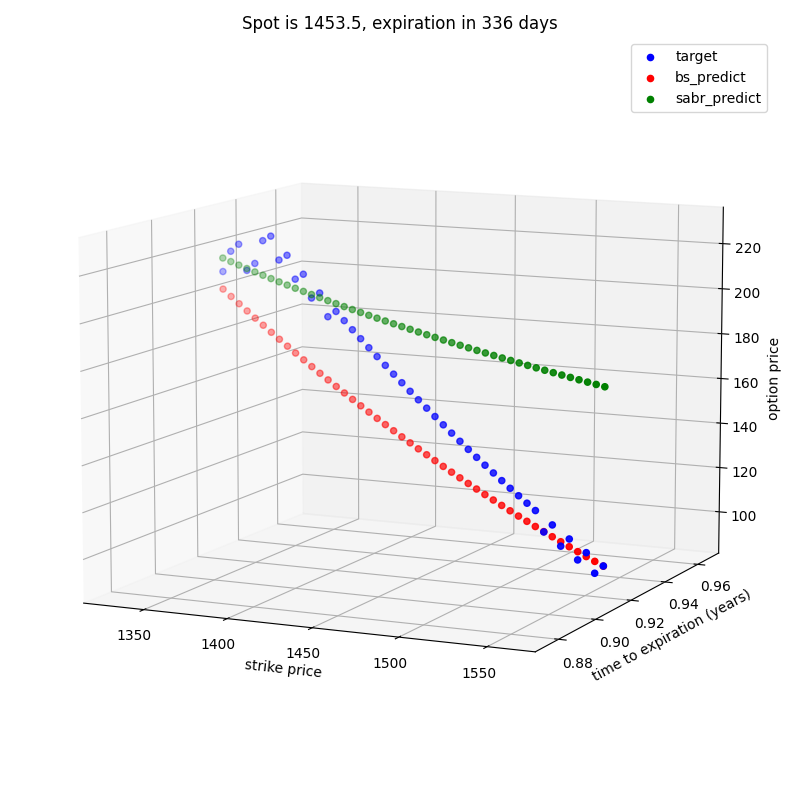 Spot is 1453.5, expiration in 336 days
target
bs_predict
sabr_predict
220
200
180
160
140
120
100
option price
0.96
0.94
0.92
0.90
0.88
time to expiration (years)
1350
1400
1450
1500
1550
strike price